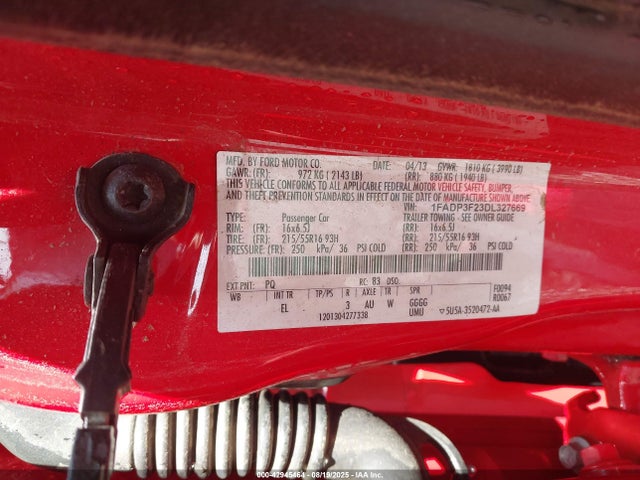 MFD. BY FORD MOTOR CO. DATE: 04/13 GVWR: 1810 KG ( 3990 LB)
GAWR: (FR): 972 KG ( 2143 LB) (RR): 880 KG ( 1940 LB)
THIS VEHICLE CONFORMS TO ALL APPLICABLE FEDERAL MOTOR VEHICLE SAFETY, BUMPER,
AND THEFT PREVENTION STANDARDS IN EFFECT ON THE DATE OF MANUFACTURE SHOWN ABOVE.
VIN: 1FADP3F23DL327669
TYPE: Passenger Car TRAILER TOWING - SEE OWNER GUIDE
RIM: (FR): 16x6.5J (RR): 16x6.5J
TIRE: (FR): 215/55R16 93H (RR): 215/55R16 93H
PRESSURE: (FR): 250 kPa/ 36 PSI COLD (RR): 250 kPa/ 36 PSI COLD
EXT PNT: PQ RC: 83 DSO: F0094
WB INT TR TP/PS R AXLE TR SPR R0067
EL 3 AU W GGGG
1201304277338 UMU 5U5A-3520472-AA
000-42945464 - 08/19/2025 - IAAI.COM